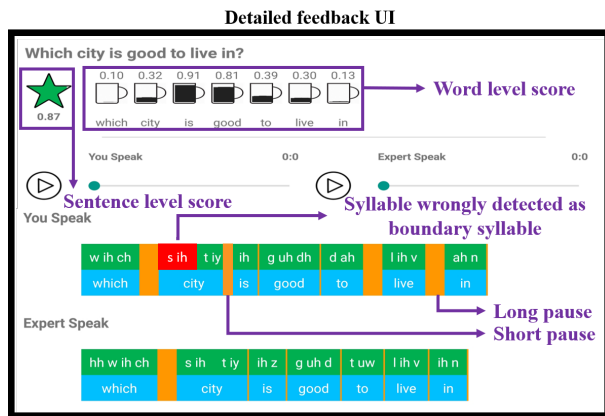 Detailed feedback UI
Which city is good to live in?
0.10 0.32 0.91 0.81 0.39 0.30 0.13
Word level score
0.87
which city is good to live in
You Speak 0:0 Expert Speak 0:0
Sentence level score
Syllable wrongly detected as
boundary syllable
You Speak
w ih ch s ih t iy ih g uh dh d ah l ih v ah n
which city is good to live in
Long pause
Short pause
Expert Speak
hh w ih ch s ih t iy ih z g uh d t uw l ih v ih n
which city is good to live in